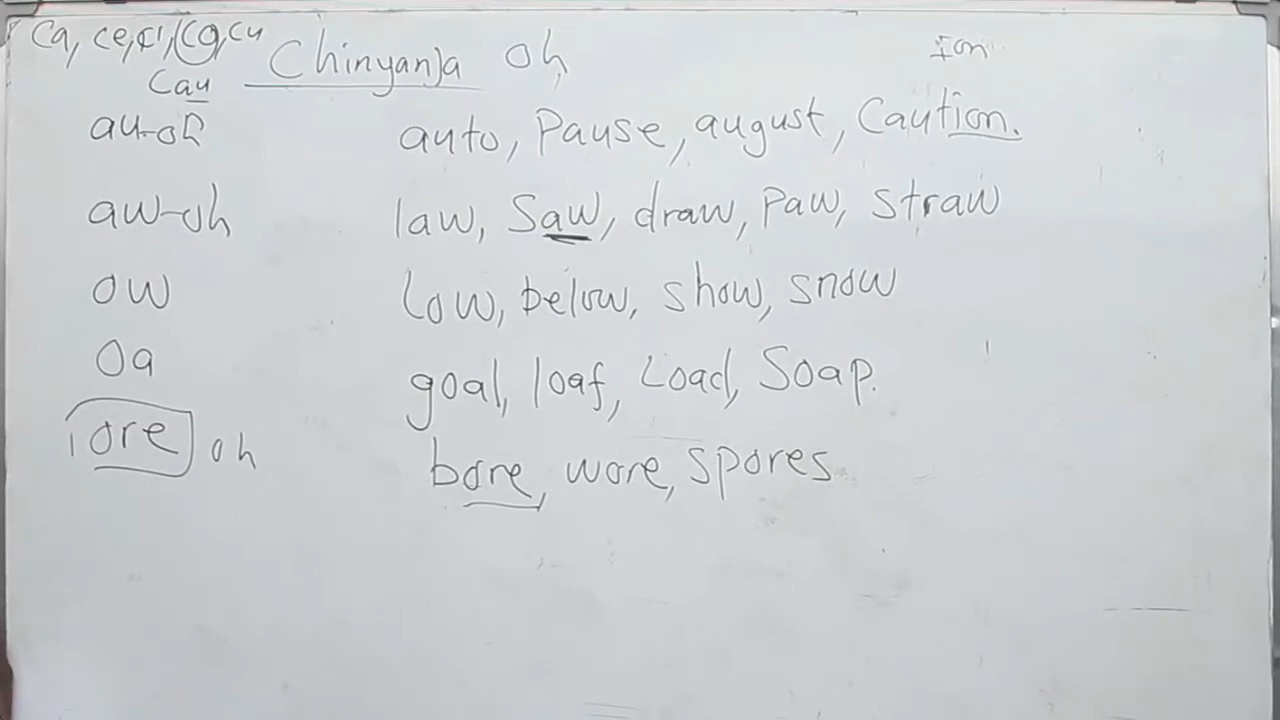 Ca, ce, ci, Co, cu Chinyanja oh ion
Cau
au-oh auto, Pause, august, Caution.
aw-oh law, Saw, draw, Paw, straw
ow Low, below, show, snow
Oa goal, loaf, Load, Soap.
ore oh bore, wore, spores